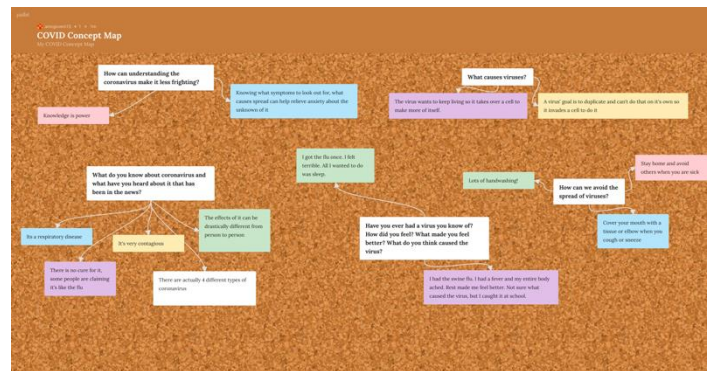 padlet
COVID Concept Map
My COVID Concept Map
How can understanding the
coronavirus make it less frighting?
Knowing what symptoms to look out for, what
causes spread can help relieve anxiety about the
unknown of it
Knowledge is power
What causes viruses?
The virus wants to keep living so it takes over a cell to
make more of itself.
A virus' goal is to duplicate and can't do that on it's own so
it invades a cell to do it
What do you know about coronavirus and
what have you heard about it that has
been in the news?
Its a respiratory disease
It's very contagious
The effects of it can be
drastically different from
person to person
There is no cure for it,
some people are claiming
it's like the flu
There are actually 4 different types of
coronavirus
I got the flu once. I felt
terrible. All I wanted to do
was sleep.
Have you ever had a virus you know of?
How did you feel? What made you feel
better? What do you think caused the
virus?
I had the swine flu. I had a fever and my entire body
ached. Rest made me feel better. Not sure what
caused the virus, but I caught it at school.
Lots of handwashing!
Stay home and avoid
others when you are sick
How can we avoid the
spread of viruses?
Cover your mouth with a
tissue or elbow when you
cough or sneeze